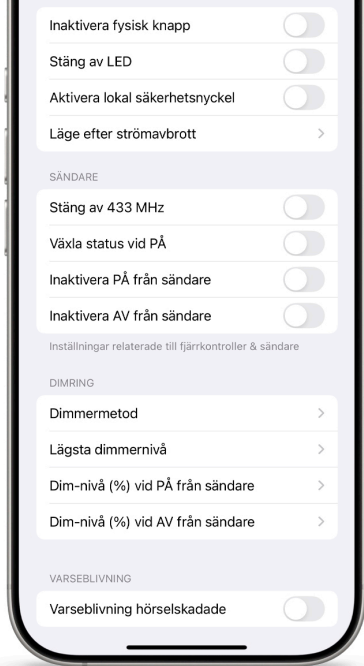 Inaktivera fysisk knapp
Stäng av LED
Aktivera lokal säkerhetsnyckel
Läge efter strömavbrott
SÄNDARE
Stäng av 433 MHz
Växla status vid PÅ
Inaktivera PÅ från sändare
Inaktivera AV från sändare
Inställningar relaterade till fjärrkontroller & sändare
DIMRING
Dimmermetod
Lägsta dimmernivå
Dim-nivå (%) vid PÅ från sändare
Dim-nivå (%) vid AV från sändare
VARSEBLIVNING
Varseblivning hörselskadade